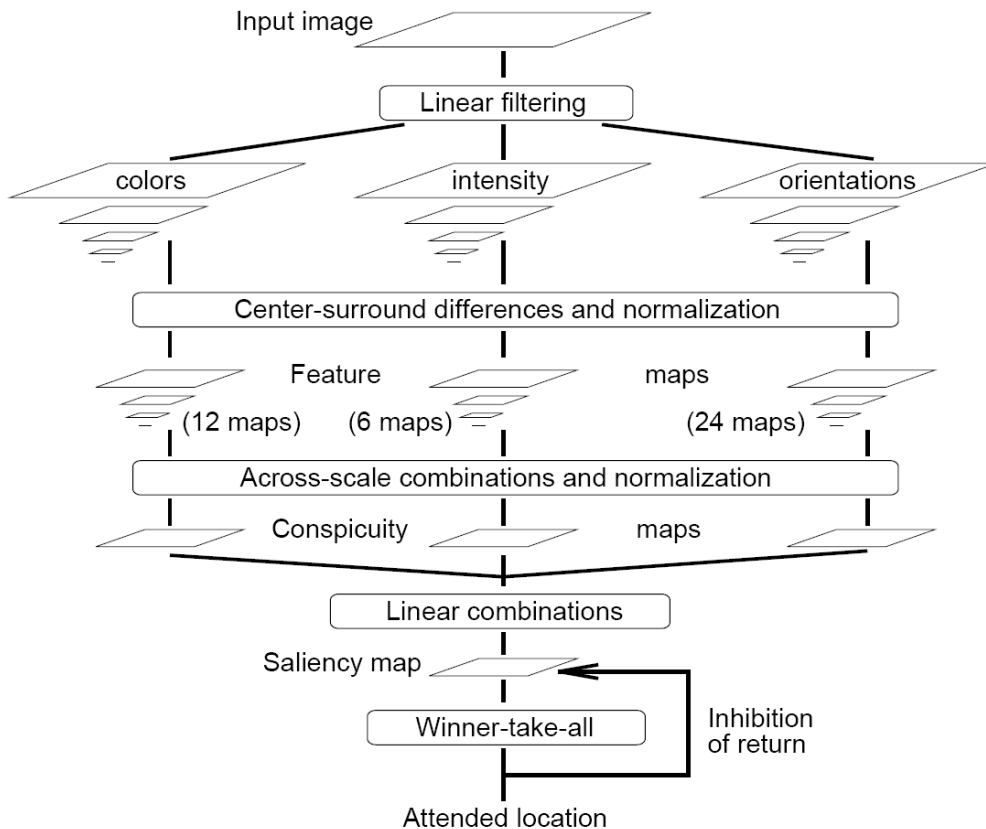 Input image
Linear filtering
colors
intensity
orientations
Center-surround differences and normalization
Feature maps
(12 maps)
(6 maps)
(24 maps)
Across-scale combinations and normalization
Conspicuity maps
Linear combinations
Saliency map
Winner-take-all
Inhibition
of return
Attended location